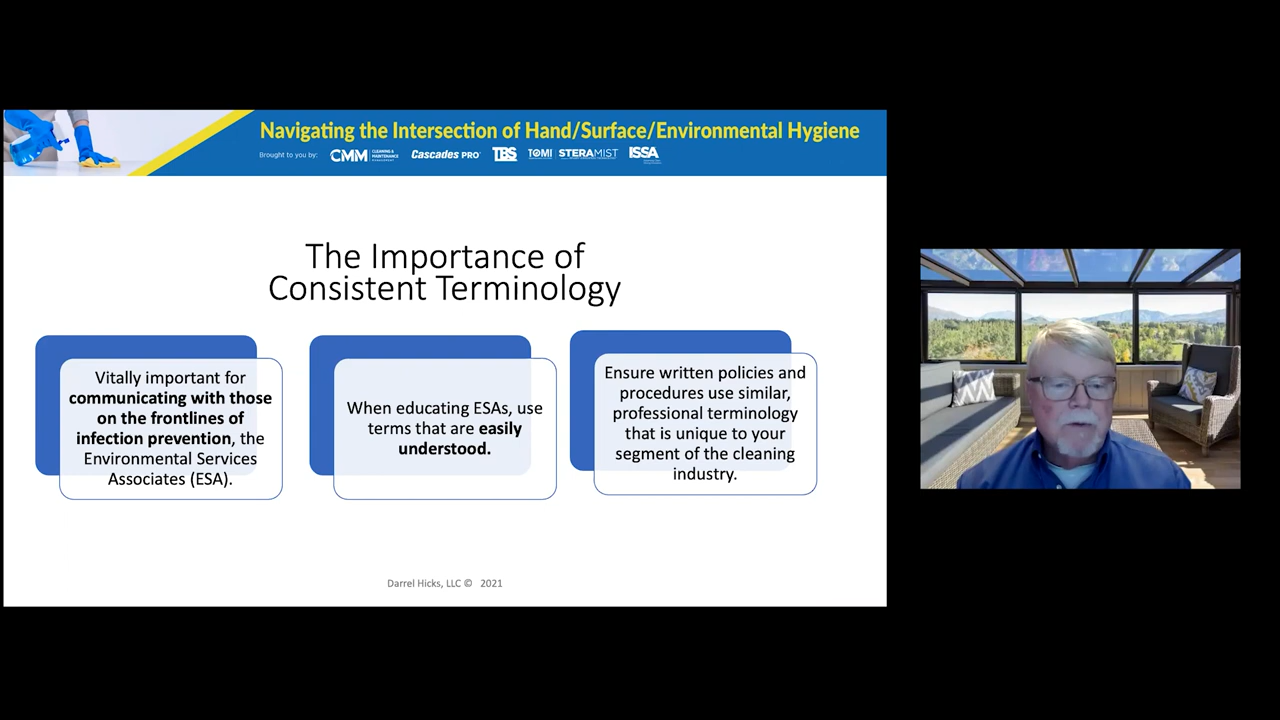 Navigating the Intersection of Hand/Surface/Environmental Hygiene
Brought to you by:
CMM
CLEANING &
MAINTENANCE
MANAGEMENT
Cascades PRO
TBS
TOMI
STERAMIST
ISSA
The Importance of
Consistent Terminology
Vitally important for
communicating with those
on the frontlines of
infection prevention, the
Environmental Services
Associates (ESA).
When educating ESAs, use
terms that are easily
understood.
Ensure written policies and
procedures use similar,
professional terminology
that is unique to your
segment of the cleaning
industry.
Darrel Hicks, LLC © 2021